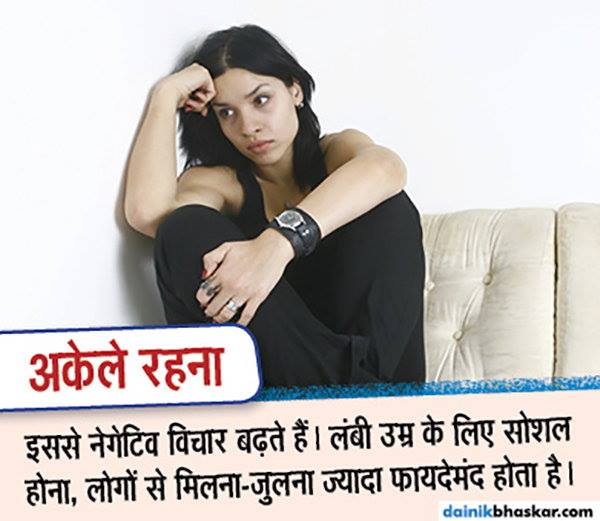 अकेले रहना
इससे नेगेटिव विचार बढ़ते हैं। लंबी उम्र के लिए सोशल
होना, लोगों से मिलना-जुलना ज्यादा फायदेमंद होता है।
dainikbhaskar.com